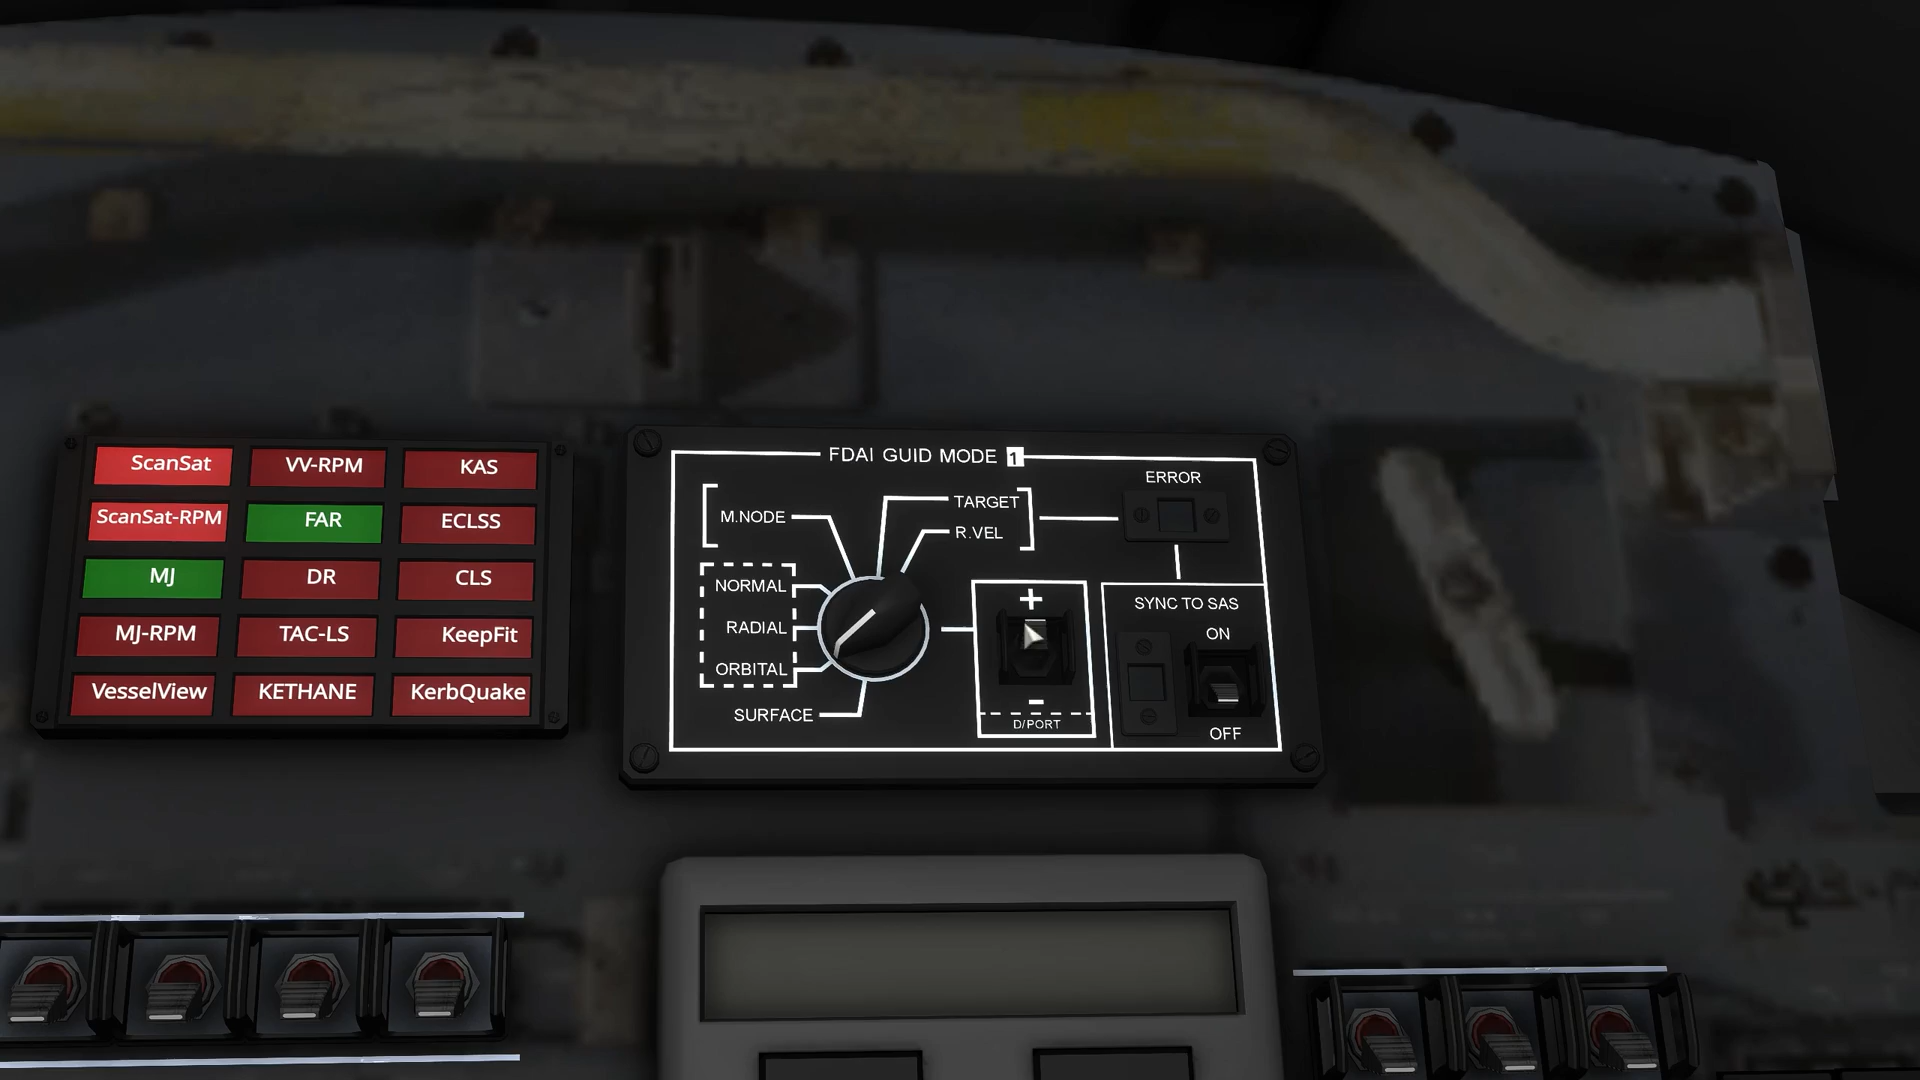 ScanSat VV-RPM KAS
ScanSat-RPM FAR ECLSS
MJ DR CLS
MJ-RPM TAC-LS KeepFit
VesselView KETHANE KerbQuake
FDAI GUID MODE 1
ERROR
M.NODE
TARGET
R.VEL
NORMAL
RADIAL
ORBITAL
SURFACE
+
-
D/PORT
SYNC TO SAS
ON
OFF